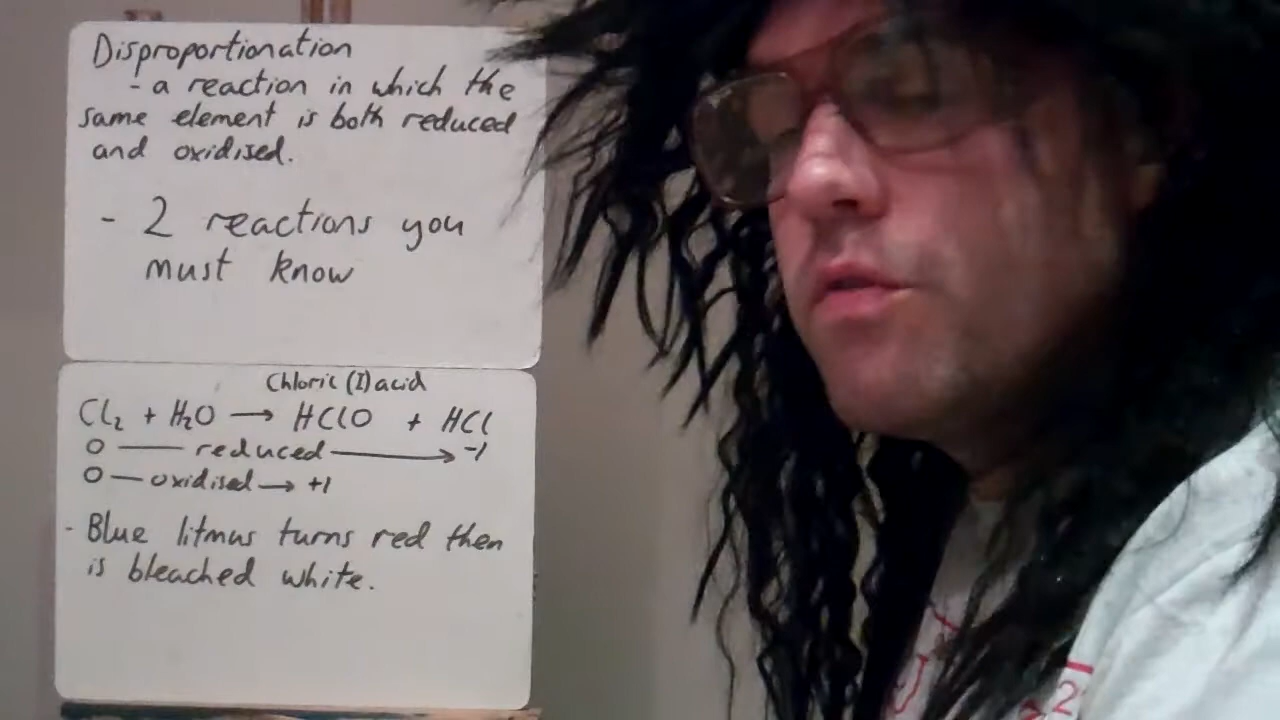 Disproportionation
- a reaction in which the
same element is both reduced
and oxidised.
- 2 reactions you
must know
Chloric (I) acid
Cl₂ + H₂O → HClO + HCl
0 — reduced → -1
0 — oxidised → +1
- Blue litmus turns red then
is bleached white.